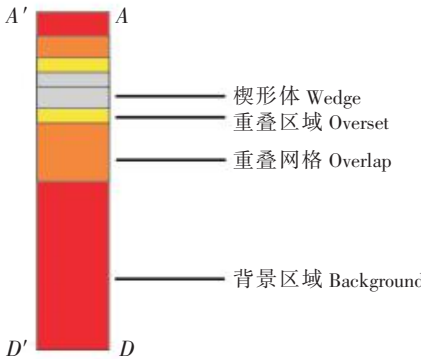 A′ A
楔形体 Wedge
重叠区域 Overset
重叠网格 Overlap
背景区域 Background
D′ D